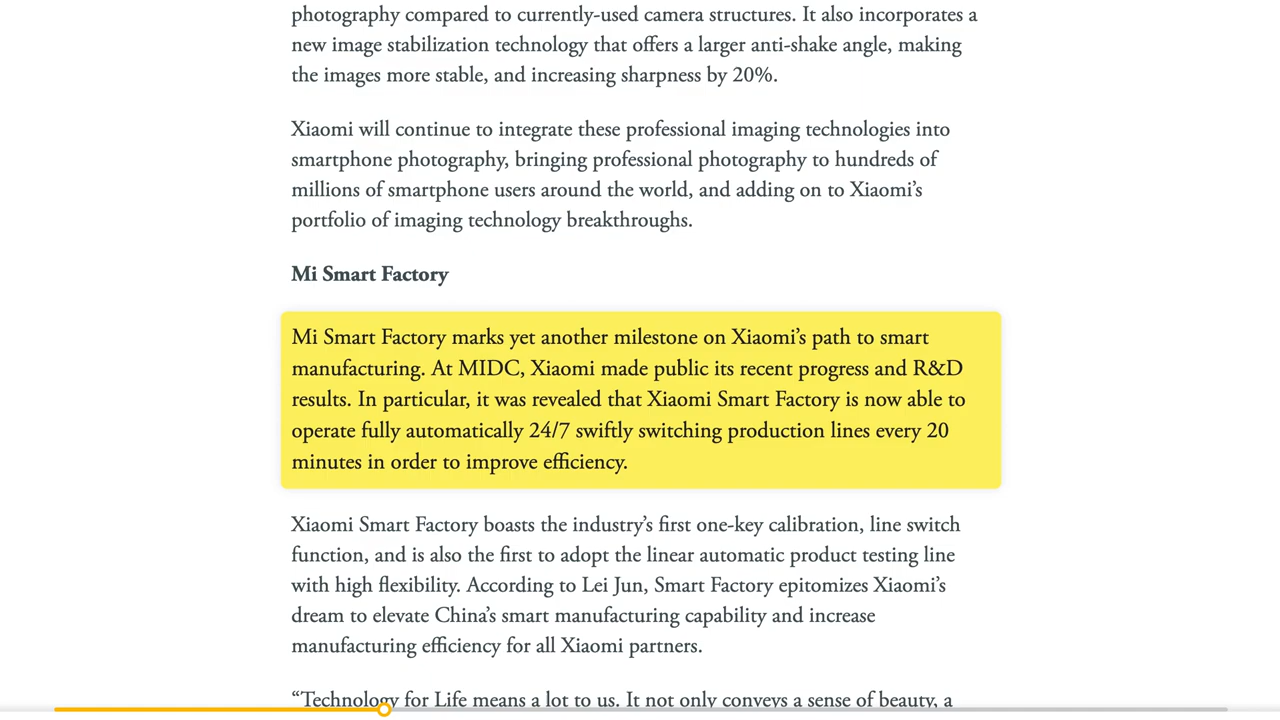 photography compared to currently-used camera structures. It also incorporates a
new image stabilization technology that offers a larger anti-shake angle, making
the images more stable, and increasing sharpness by 20%.
Xiaomi will continue to integrate these professional imaging technologies into
smartphone photography, bringing professional photography to hundreds of
millions of smartphone users around the world, and adding on to Xiaomi’s
portfolio of imaging technology breakthroughs.
Mi Smart Factory
Mi Smart Factory marks yet another milestone on Xiaomi’s path to smart
manufacturing. At MIDC, Xiaomi made public its recent progress and R&D
results. In particular, it was revealed that Xiaomi Smart Factory is now able to
operate fully automatically 24/7 swiftly switching production lines every 20
minutes in order to improve efficiency.
Xiaomi Smart Factory boasts the industry’s first one-key calibration, line switch
function, and is also the first to adopt the linear automatic product testing line
with high flexibility. According to Lei Jun, Smart Factory epitomizes Xiaomi’s
dream to elevate China’s smart manufacturing capability and increase
manufacturing efficiency for all Xiaomi partners.
“Technology for Life means a lot to us. It not only conveys a sense of beauty, a